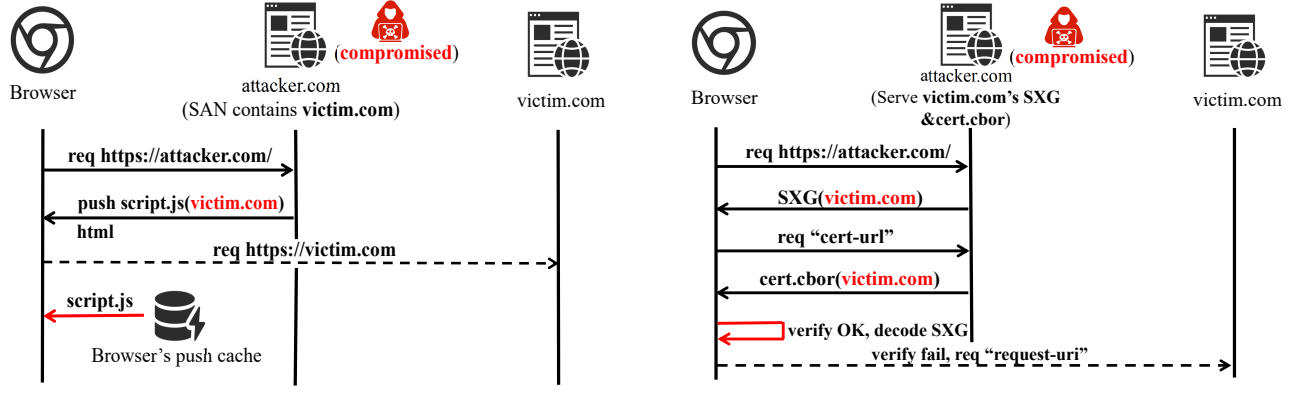 (compromised)
Browser
attacker.com
(SAN contains victim.com)
victim.com
req https://attacker.com/
push script.js(victim.com)
html
req https://victim.com
script.js
Browser's push cache
(compromised)
Browser
attacker.com
(Serve victim.com's SXG
&cert.cbor)
victim.com
req https://attacker.com/
SXG(victim.com)
req “cert-url”
cert.cbor(victim.com)
verify OK, decode SXG
verify fail, req “request-uri”